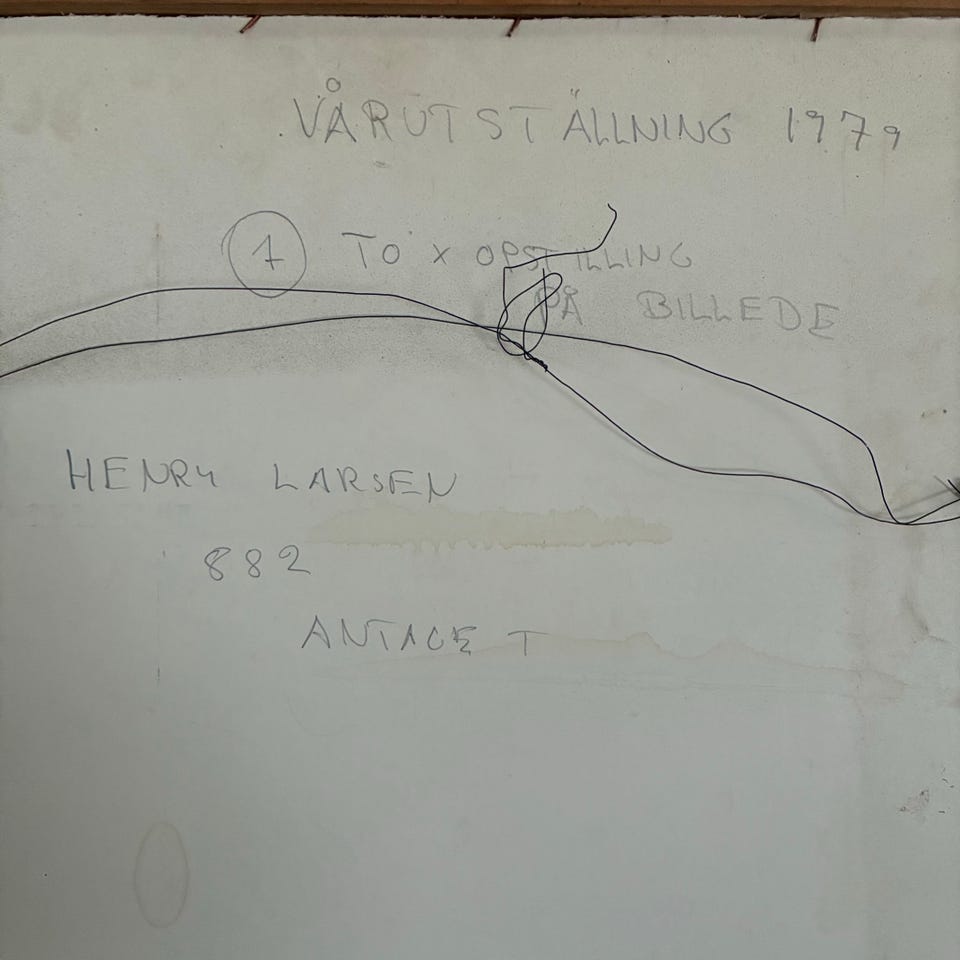 VÅRUTSTÄLLNING 1979
1 TO X OPSTILLING
PÅ BILLEDE
HENRY LARSEN
882
ANTAGET